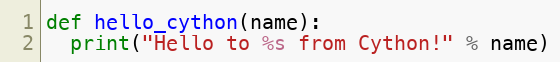 1 def hello_cython(name):
2   print("Hello to %s from Cython!" % name)